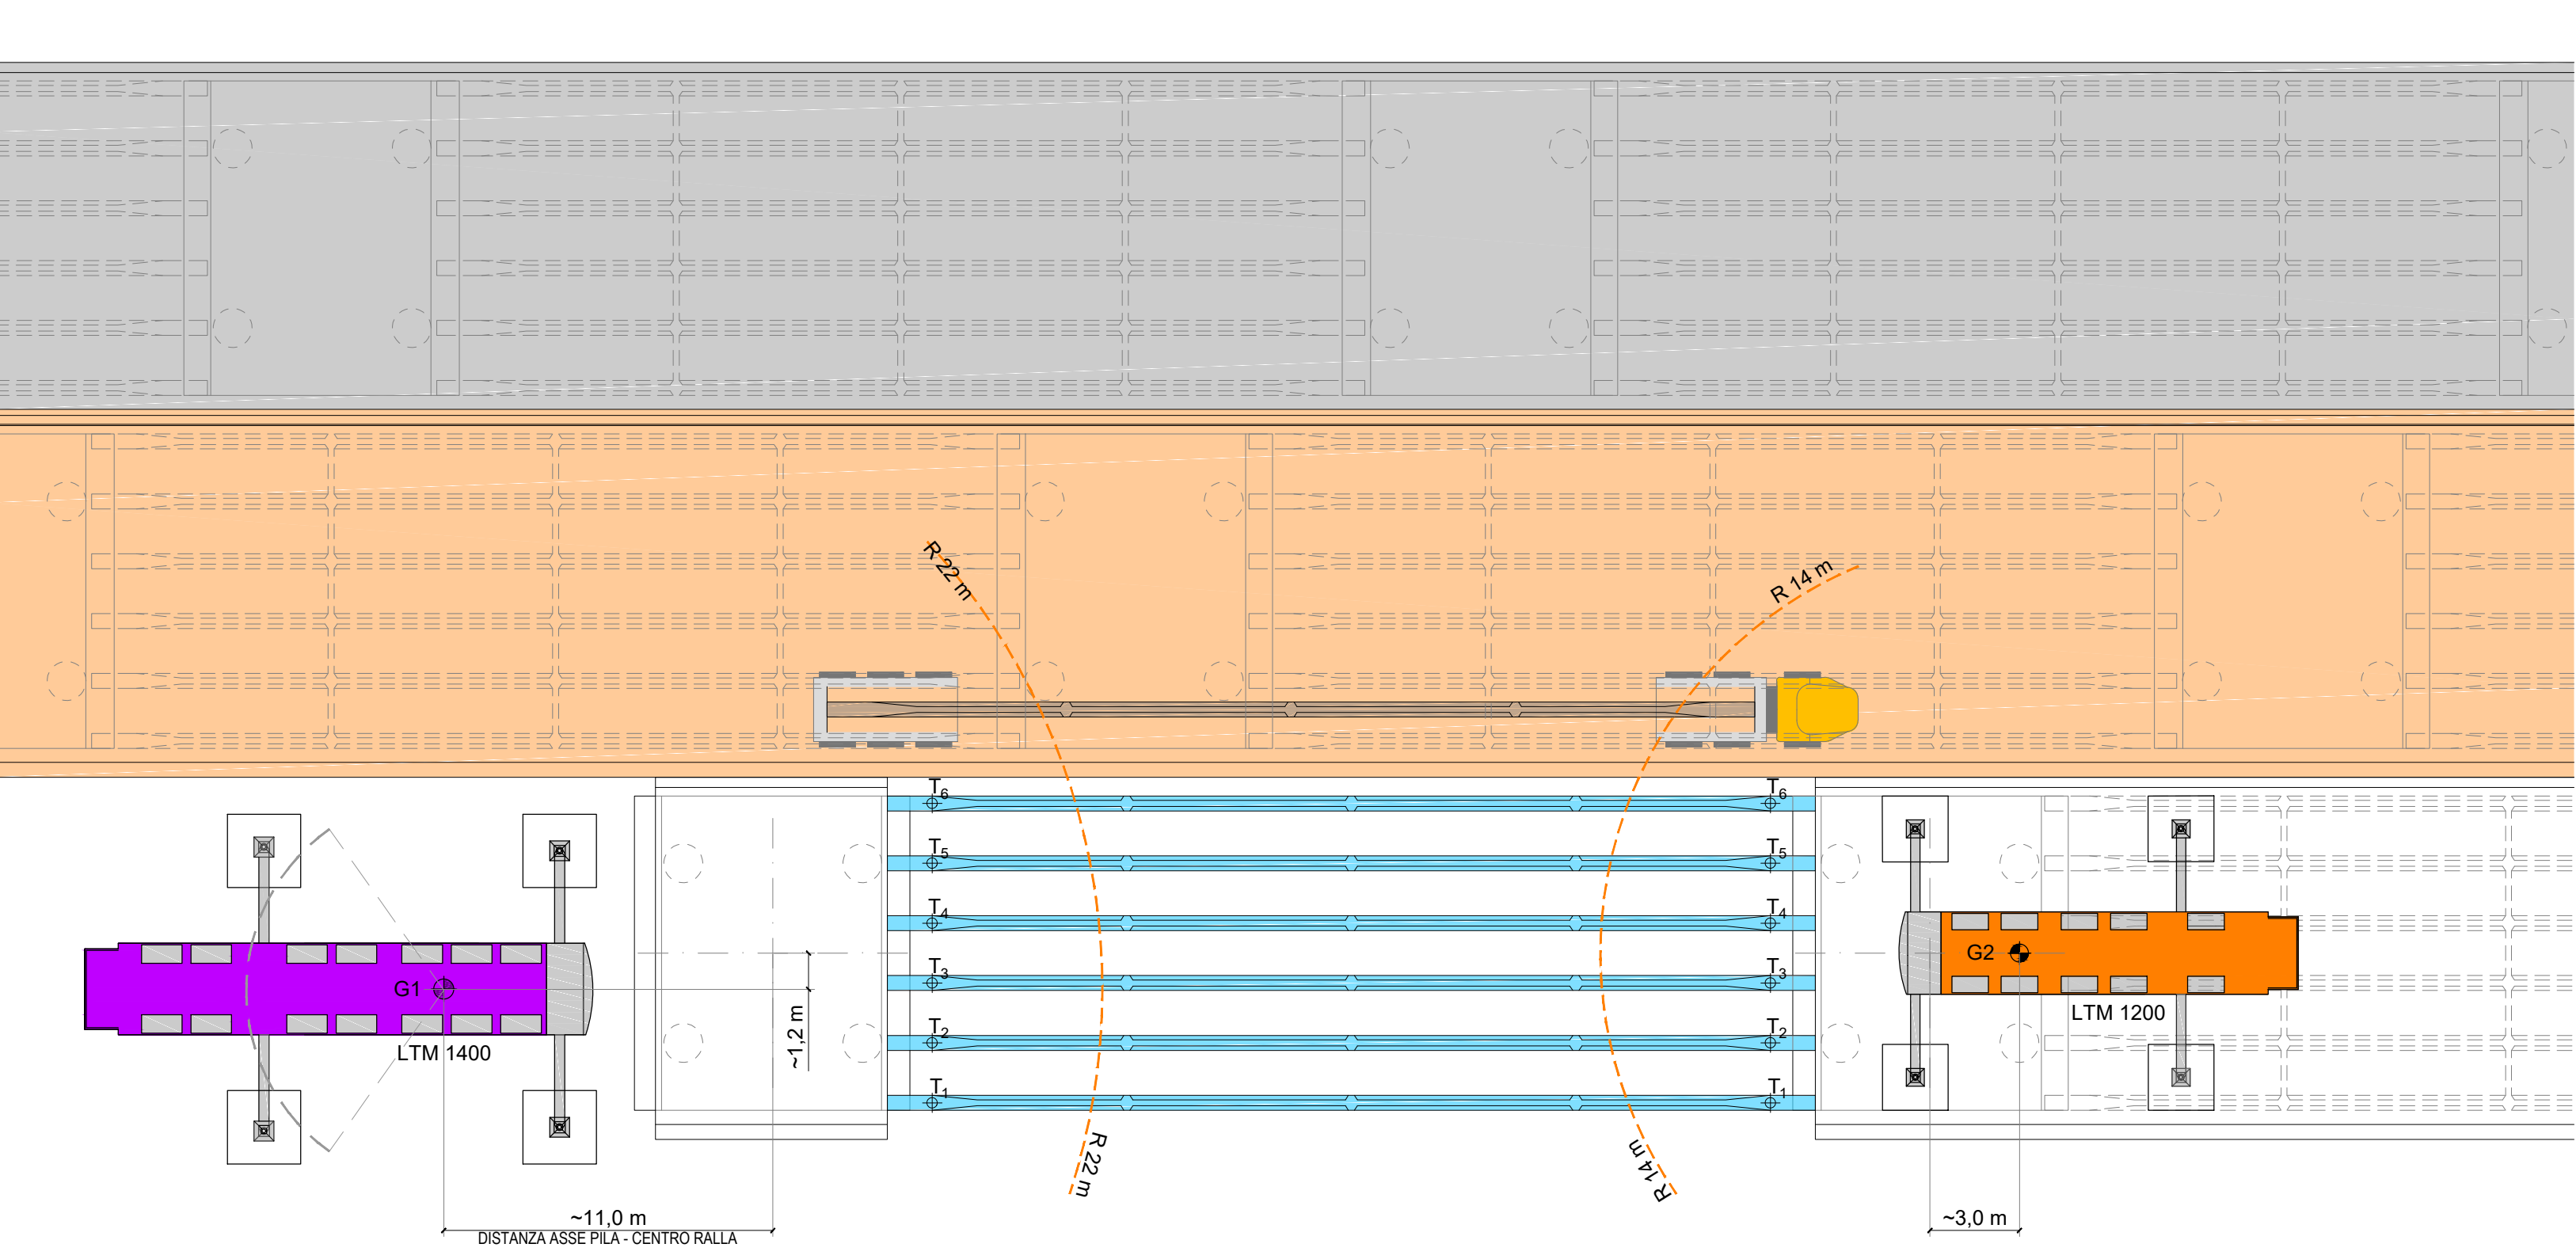 R 22 m
R 14 m
T6
T6
T5
T5
T4
T4
G1
G2
T3
T3
LTM 1200
LTM 1400
~1,2 m
T2
T2
T1
T1
R 22 m
R 14 m
~11,0 m
DISTANZA ASSE PILA - CENTRO RALLA
~3,0 m